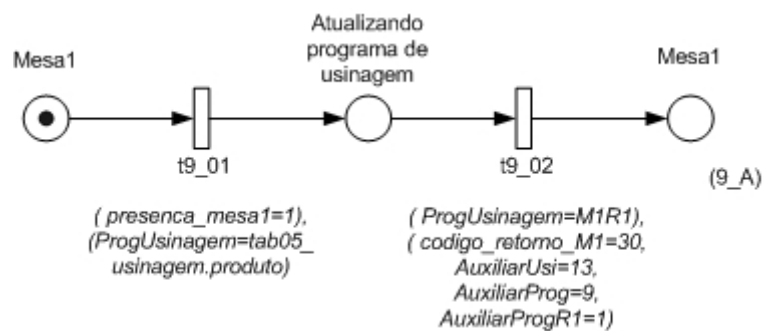 Atualizando
programa de
usinagem
Mesa1
Mesa1
t9_01
t9_02
(9_A)
( presenca_mesa1=1),
(ProgUsinagem=tab05_
usinagem.produto)
( ProgUsinagem=M1R1),
( codigo_retorno_M1=30,
AuxiliarUsi=13,
AuxiliarProg=9,
AuxiliarProgR1=1)